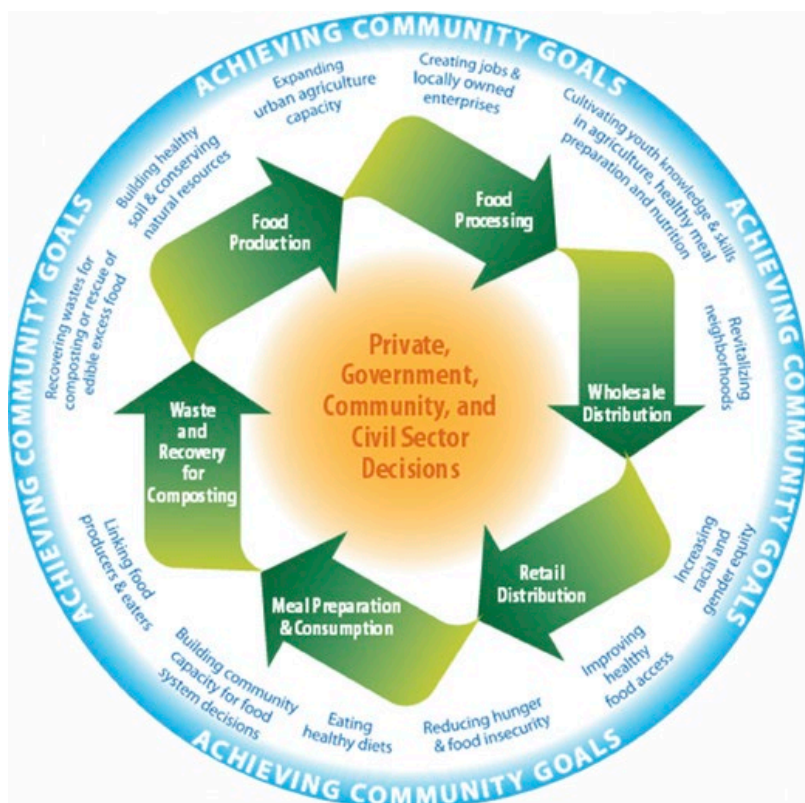 ACHIEVING COMMUNITY GOALS
Expanding
urban agriculture
capacity
Creating jobs &
locally owned
enterprises
Cultivating youth knowledge & skills
in agriculture, healthy meal
preparation and nutrition
ACHIEVING COMMUNITY GOALS
Revitalizing
neighborhoods
Increasing
racial and
gender equity
Improving
healthy
food access
Reducing hunger
& food insecurity
ACHIEVING COMMUNITY GOALS
Eating
healthy diets
Building community
capacity for food
system decisions
Linking food
producers & eaters
ACHIEVING COMMUNITY GOALS
Recovering wastes for
composting or rescue of
edible excess food
Building healthy
soil & conserving
natural resources
Food
Production
Food
Processing
Wholesale
Distribution
Retail
Distribution
Meal Preparation
& Consumption
Waste
and
Recovery
for
Composting
Private,
Government,
Community, and
Civil Sector
Decisions